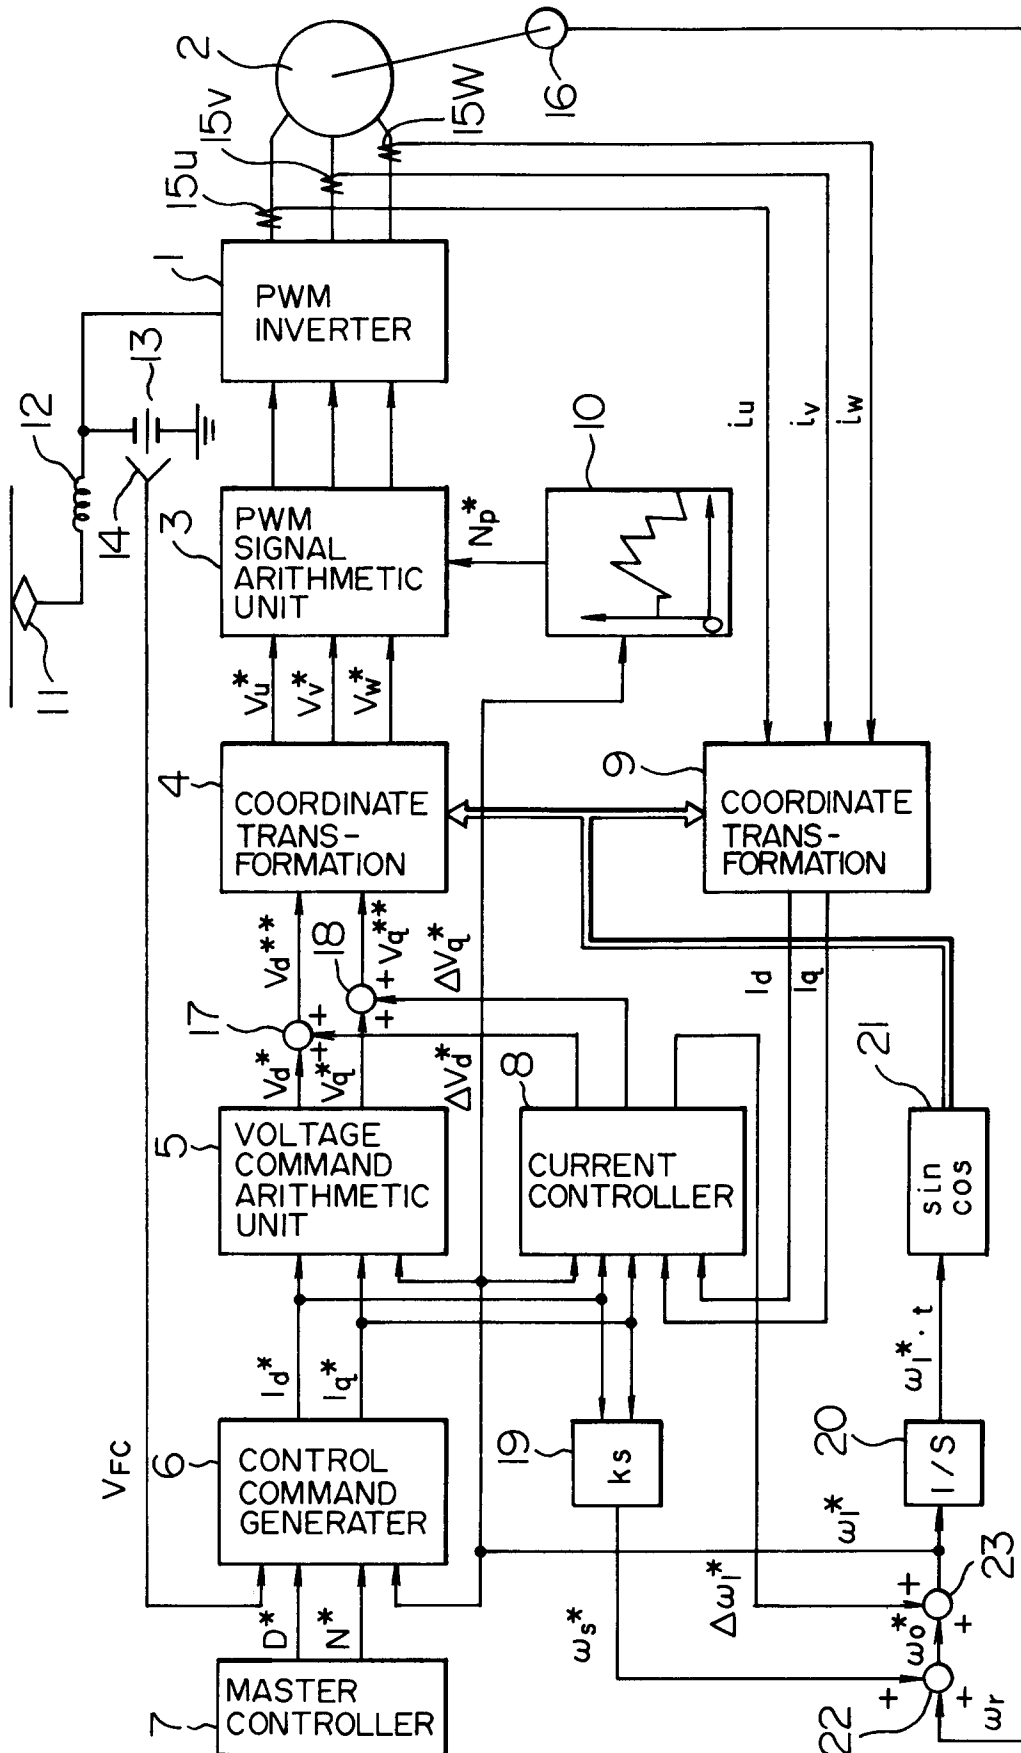 2
16
15u
15v
15W
1
PWM
INVERTER
12
13
14
11
3
PWM
SIGNAL
ARITHMETIC
UNIT
10
Np*
O
iu
iv
iw
Vu*
Vv*
Vw*
4
COORDINATE
TRANS-
FORMATION
9
COORDINATE
TRANS-
FORMATION
Vd**
18
Vq**
17
+
+
+
+
ΔVq*
Id
Iq
Vd*
Vq*
ΔVd*
5
VOLTAGE
COMMAND
ARITHMETIC
UNIT
8
CURRENT
CONTROLLER
21
sin
cos
Id*
Iq*
ω1*·t
VFC
6
CONTROL
COMMAND
GENERATER
19
ks
20
1/S
ω1*
D*
N*
ωs*
Δω1*
+
23
ωo*
+
7
MASTER
CONTROLLER
+
22
+
ωr